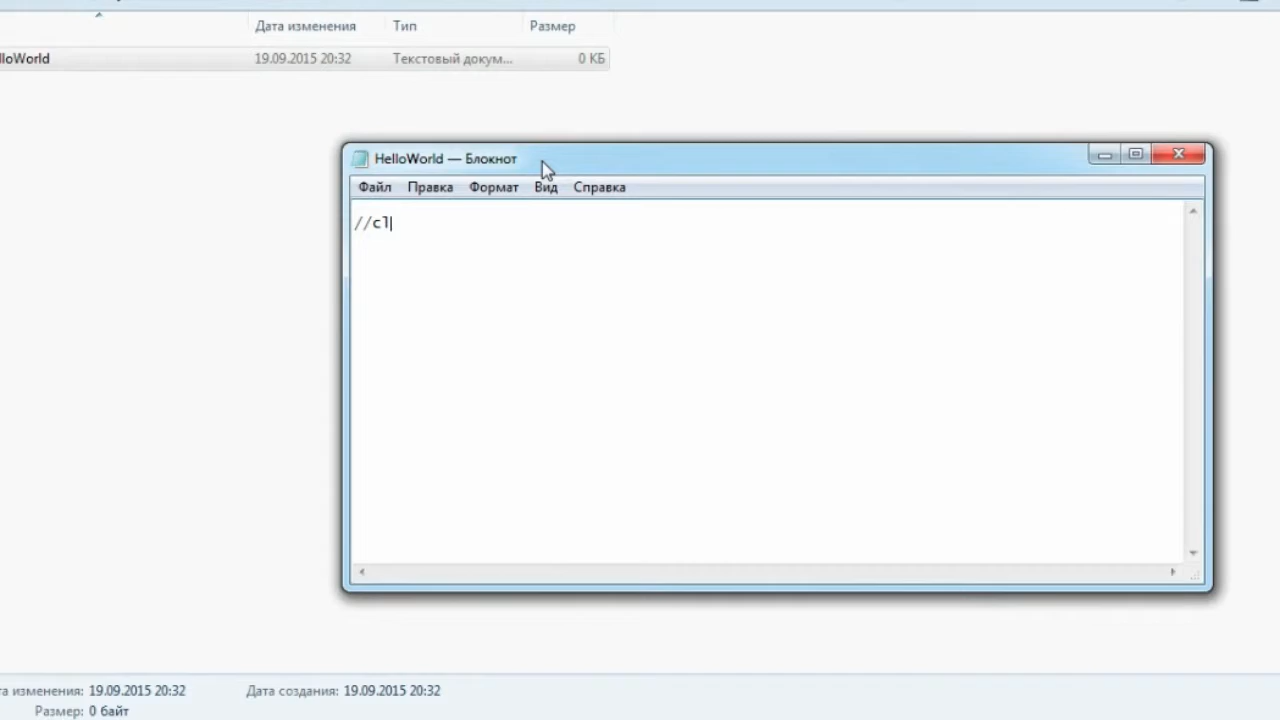 Дата изменения Тип Размер
lloWorld 19.09.2015 20:32 Текстовый докум... 0 КБ
HelloWorld — Блокнот
Файл Правка Формат Вид Справка
//cl
та изменения: 19.09.2015 20:32 Дата создания: 19.09.2015 20:32
Размер: 0 байт